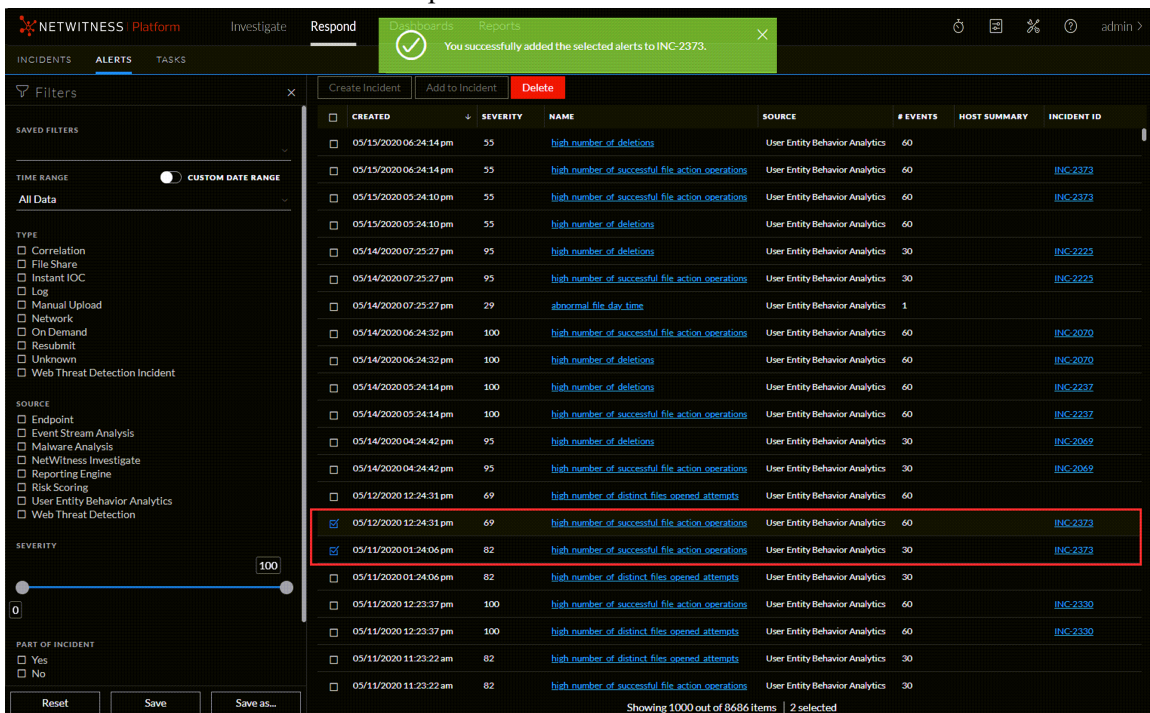 NETWITNESS Platform Investigate Respond Dashboards Reports admin >
You successfully added the selected alerts to INC-2373.
INCIDENTS ALERTS TASKS
Filters
Create Incident Add to Incident Delete
CREATED SEVERITY NAME SOURCE # EVENTS HOST SUMMARY INCIDENT ID
05/15/2020 06:24:14 pm 55 high number of deletions User Entity Behavior Analytics 60
05/15/2020 06:24:14 pm 55 high number of successful file action operations User Entity Behavior Analytics 60 INC-2373
05/15/2020 05:24:10 pm 55 high number of successful file action operations User Entity Behavior Analytics 60 INC-2373
05/15/2020 05:24:10 pm 55 high number of deletions User Entity Behavior Analytics 60
05/14/2020 07:25:27 pm 95 high number of deletions User Entity Behavior Analytics 30 INC-2225
05/14/2020 07:25:27 pm 95 high number of successful file action operations User Entity Behavior Analytics 30 INC-2225
05/14/2020 07:25:27 pm 29 abnormal file day time User Entity Behavior Analytics 1
05/14/2020 06:24:32 pm 100 high number of successful file action operations User Entity Behavior Analytics 60 INC-2070
05/14/2020 06:24:32 pm 100 high number of deletions User Entity Behavior Analytics 60 INC-2070
05/14/2020 05:24:14 pm 100 high number of deletions User Entity Behavior Analytics 60 INC-2237
05/14/2020 05:24:14 pm 100 high number of successful file action operations User Entity Behavior Analytics 60 INC-2237
05/14/2020 04:24:42 pm 95 high number of deletions User Entity Behavior Analytics 30 INC-2069
05/14/2020 04:24:42 pm 95 high number of successful file action operations User Entity Behavior Analytics 30 INC-2069
05/12/2020 12:24:31 pm 69 high number of distinct files opened attempts User Entity Behavior Analytics 60
05/12/2020 12:24:31 pm 69 high number of successful file action operations User Entity Behavior Analytics 60 INC-2373
05/11/2020 01:24:06 pm 82 high number of successful file action operations User Entity Behavior Analytics 30 INC-2373
05/11/2020 01:24:06 pm 82 high number of distinct files opened attempts User Entity Behavior Analytics 30
05/11/2020 12:23:37 pm 100 high number of successful file action operations User Entity Behavior Analytics 60 INC-2330
05/11/2020 12:23:37 pm 100 high number of distinct files opened attempts User Entity Behavior Analytics 60 INC-2330
05/11/2020 11:23:22 am 82 high number of distinct files opened attempts User Entity Behavior Analytics 30
05/11/2020 11:23:22 am 82 high number of successful file action operations User Entity Behavior Analytics 30
Showing 1000 out of 8686 items | 2 selected
SAVED FILTERS
TIME RANGE CUSTOM DATE RANGE
All Data
TYPE
Correlation
File Share
Instant IOC
Log
Manual Upload
Network
On Demand
Resubmit
Unknown
Web Threat Detection Incident
SOURCE
Endpoint
Event Stream Analysis
Malware Analysis
NetWitness Investigate
Reporting Engine
Risk Scoring
User Entity Behavior Analytics
Web Threat Detection
SEVERITY
100
0
PART OF INCIDENT
Yes
No
Reset Save Save as...